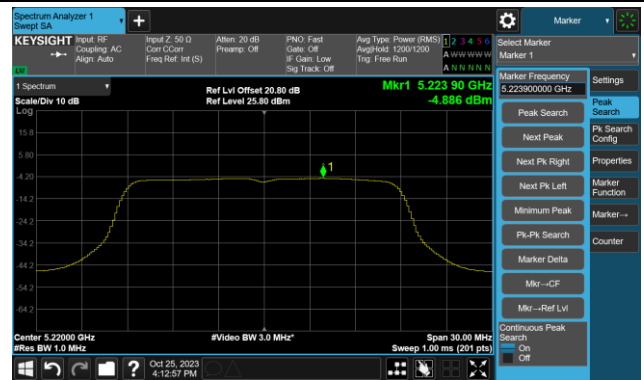 Spectrum Analyzer 1
Swept SA
Marker
KEYSIGHT
Input: RF
Coupling: AC
Align: Auto
Input Z: 50 Ω
Corr CCorr
Freq Ref: Int (S)
Atten: 20 dB
Preamp: Off
PNO: Fast
Gate: Off
IF Gain: Low
Sig Track: Off
Avg Type: Power (RMS)
Avg|Hold: 1200/1200
Trig: Free Run
1 2 3 4 5 6
A W W W W W
A N N N N N
LW
Select Marker
Marker 1
1 Spectrum
Scale/Div 10 dB
Log
Ref Lvl Offset 20.80 dB
Ref Level 25.80 dBm
Mkr1 5.223 90 GHz
-4.886 dBm
15.8
5.80
-4.20
-14.2
-24.2
-34.2
-44.2
-54.2
-64.2
1
Center 5.22000 GHz
#Res BW 1.0 MHz
#Video BW 3.0 MHz*
Span 30.00 MHz
Sweep 1.00 ms (201 pts)
Marker Frequency
5.223900000 GHz
Peak Search
Next Peak
Next Pk Right
Next Pk Left
Minimum Peak
Pk-Pk Search
Marker Delta
Mkr→CF
Mkr→Ref Lvl
Continuous Peak
Search
On
Off
Settings
Peak
Search
Pk Search
Config
Properties
Marker
Function
Marker→
Counter
Oct 25, 2023
4:12:57 PM